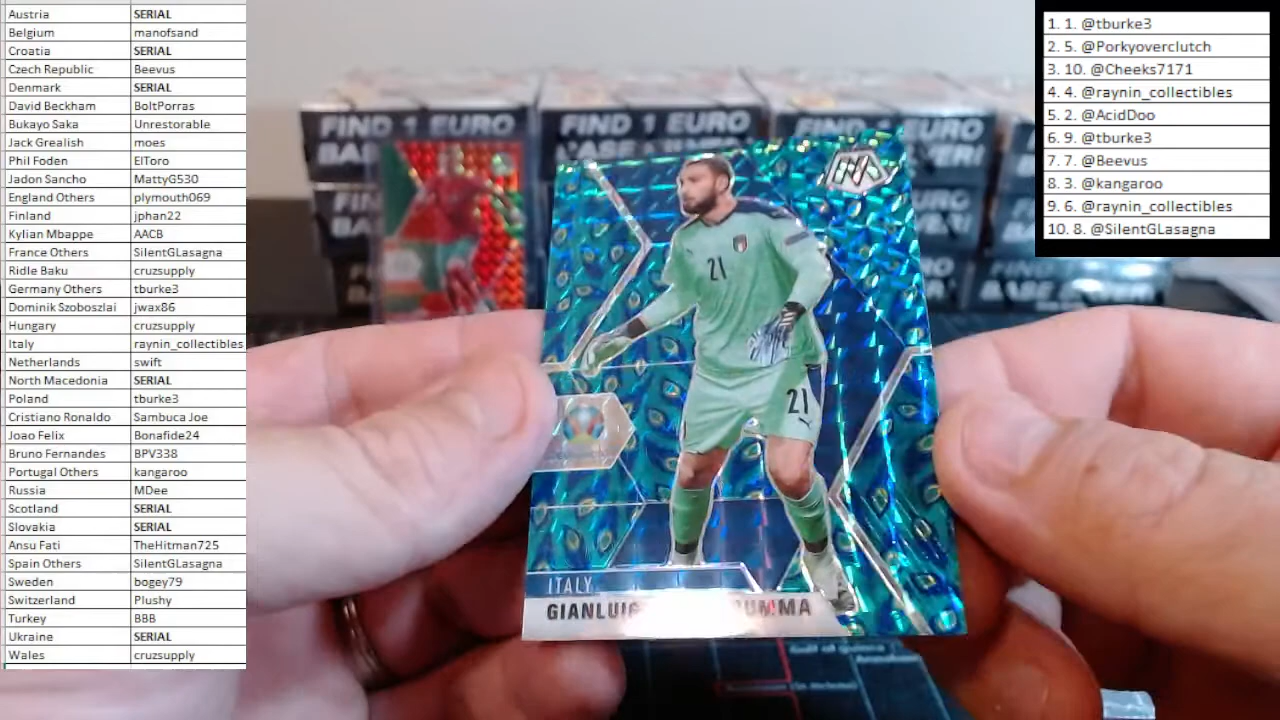 Austria SERIAL
Belgium manofsand
Croatia SERIAL
Czech Republic Beevus
Denmark SERIAL
David Beckham BoltPorras
Bukayo Saka Unrestorable
Jack Grealish moes
Phil Foden ElToro
Jadon Sancho MattyG530
England Others plymouth069
Finland jphan22
Kylian Mbappe AACB
France Others SilentGLasagna
Ridle Baku cruzsupply
Germany Others tburke3
Dominik Szoboszlai jwax86
Hungary cruzsupply
Italy raynin_collectibles
Netherlands swift
North Macedonia SERIAL
Poland tburke3
Cristiano Ronaldo Sambuca Joe
Joao Felix Bonafide24
Bruno Fernandes BPV338
Portugal Others kangaroo
Russia MDee
Scotland SERIAL
Slovakia SERIAL
Ansu Fati TheHitman725
Spain Others SilentGLasagna
Sweden bogey79
Switzerland Plushy
Turkey BBB
Ukraine SERIAL
Wales cruzsupply
1. 1. @tburke3
2. 5. @Porkyoverclutch
3. 10. @Cheeks7171
4. 4. @raynin_collectibles
5. 2. @AcidDoo
6. 9. @tburke3
7. 7. @Beevus
8. 3. @kangaroo
9. 6. @raynin_collectibles
10. 8. @SilentGLasagna
FIND 1 EURO
FIND 1 EURO
FIND 1 EURO
21
21
ITALY